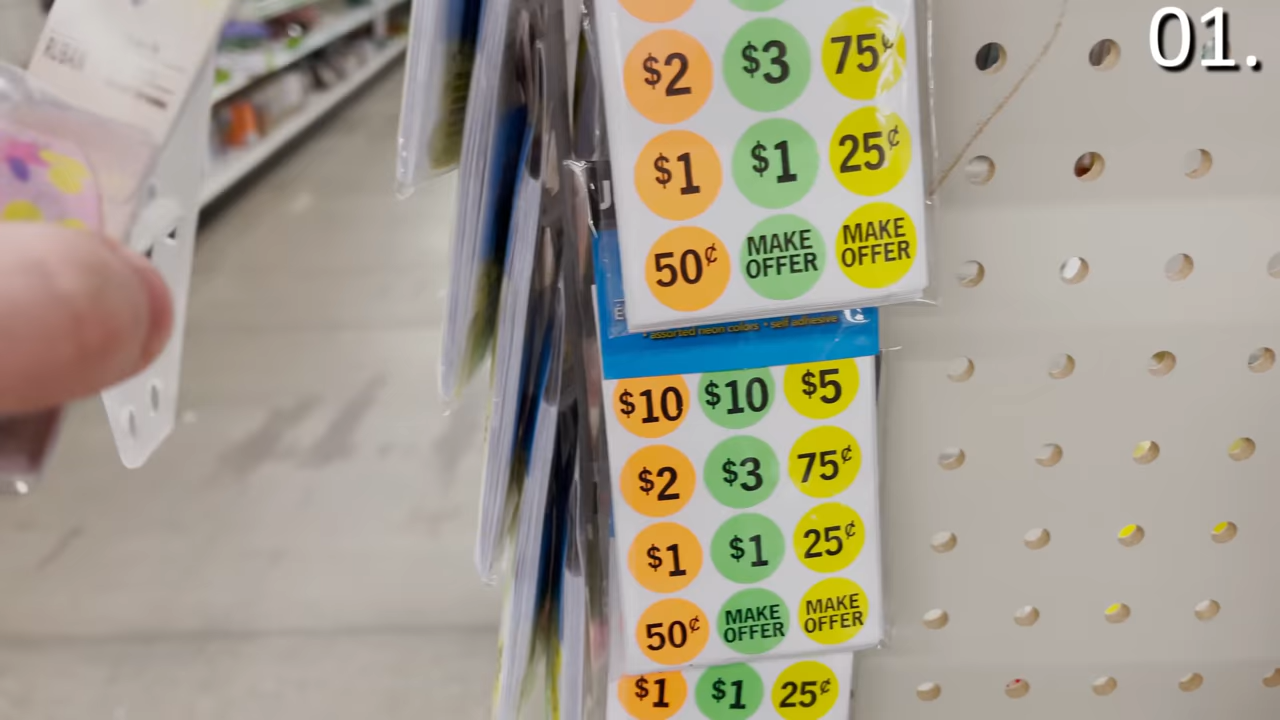 01.
RUBAN
$2 $3 75¢
$1 $1 25¢
50¢ MAKE OFFER MAKE OFFER
J
• assorted neon colors • self adhesive
$10 $10 $5
$2 $3 75¢
$1 $1 25¢
50¢ MAKE OFFER MAKE OFFER
$1 $1 25¢